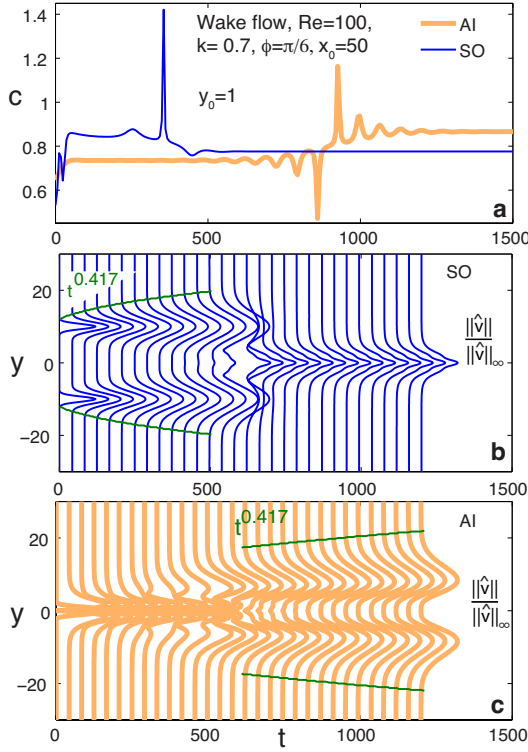 1.4
1.2
1
0.8
0.6
c
Wake flow, Re=100,
k= 0.7, ϕ=π/6, x₀=50
y₀=1
AI
SO
a
0
500
1000
1500
SO
t^0.417
20
0
−20
y
||v̂||
||v̂||∞
b
0
500
1000
1500
AI
t^0.417
20
0
−20
y
||v̂||
||v̂||∞
c
0
500
1000
1500
t